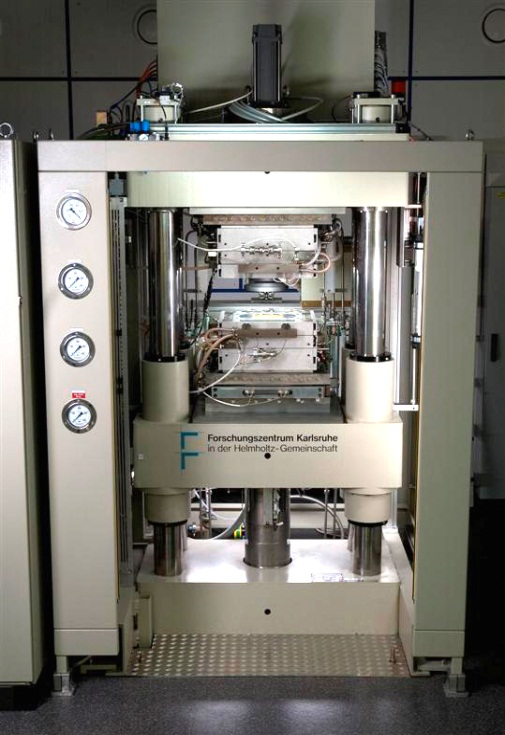 Forschungszentrum Karlsruhe
in der Helmholtz-Gemeinschaft